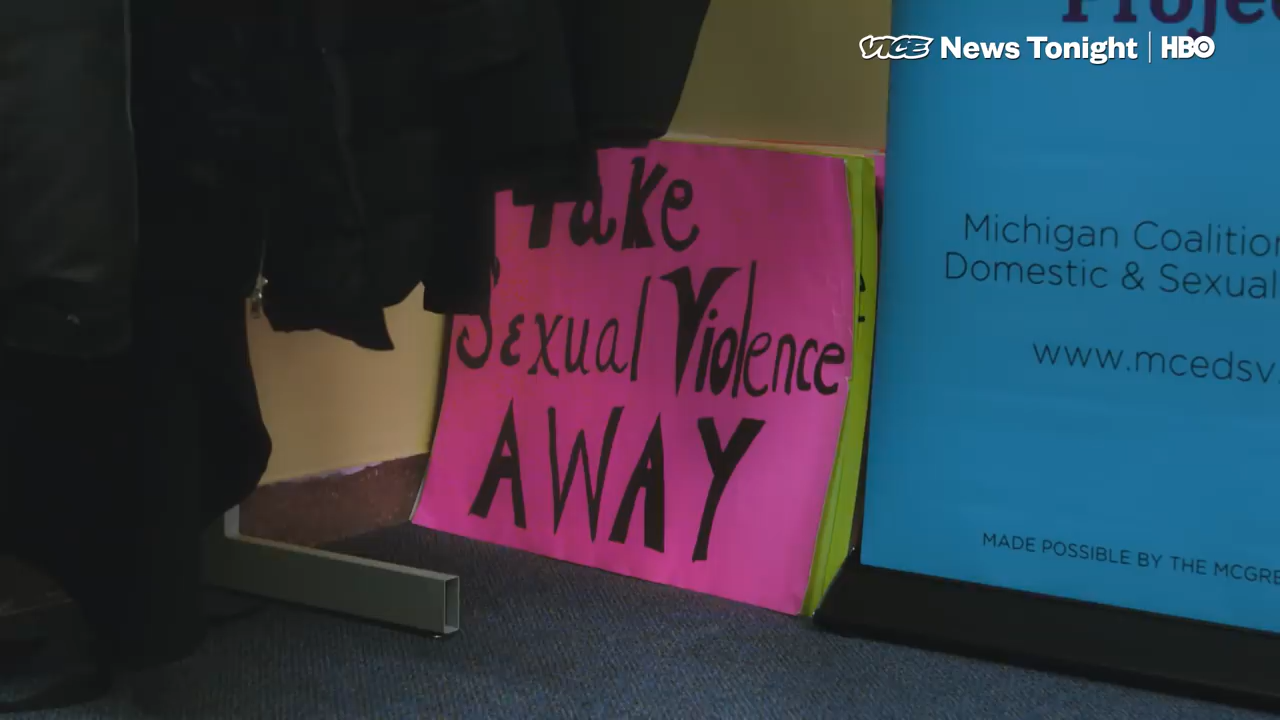 Project
VICE News Tonight | HBO
Take
Sexual Violence
AWAY
Michigan Coalition
Domestic & Sexual
www.mcedsv.
MADE POSSIBLE BY THE MCGRE